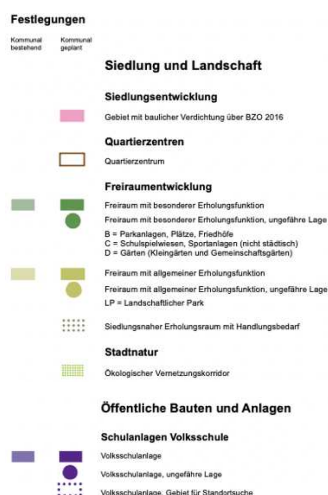 Festlegungen
Kommunal bestehend
Kommunal geplant
Siedlung und Landschaft
Siedlungsentwicklung
Gebiet mit baulicher Verdichtung über BZO 2016
Quartierzentren
Quartierzentrum
Freiraumentwicklung
Freiraum mit besonderer Erholungsfunktion
Freiraum mit besonderer Erholungsfunktion, ungefähre Lage
B = Parkanlagen, Plätze, Friedhöfe
C = Schulspielwiesen, Sportanlagen (nicht städtisch)
D = Gärten (Kleingärten und Gemeinschaftsgärten)
Freiraum mit allgemeiner Erholungsfunktion
Freiraum mit allgemeiner Erholungsfunktion, ungefähre Lage
LP = Landschaftlicher Park
Siedlungsnaher Erholungsraum mit Handlungsbedarf
Stadtnatur
Ökologischer Vernetzungskorridor
Öffentliche Bauten und Anlagen
Schulanlagen Volksschule
Volksschulanlage
Volksschulanlage, ungefähre Lage
Volksschulanlage, Gebiet für Standortsuche